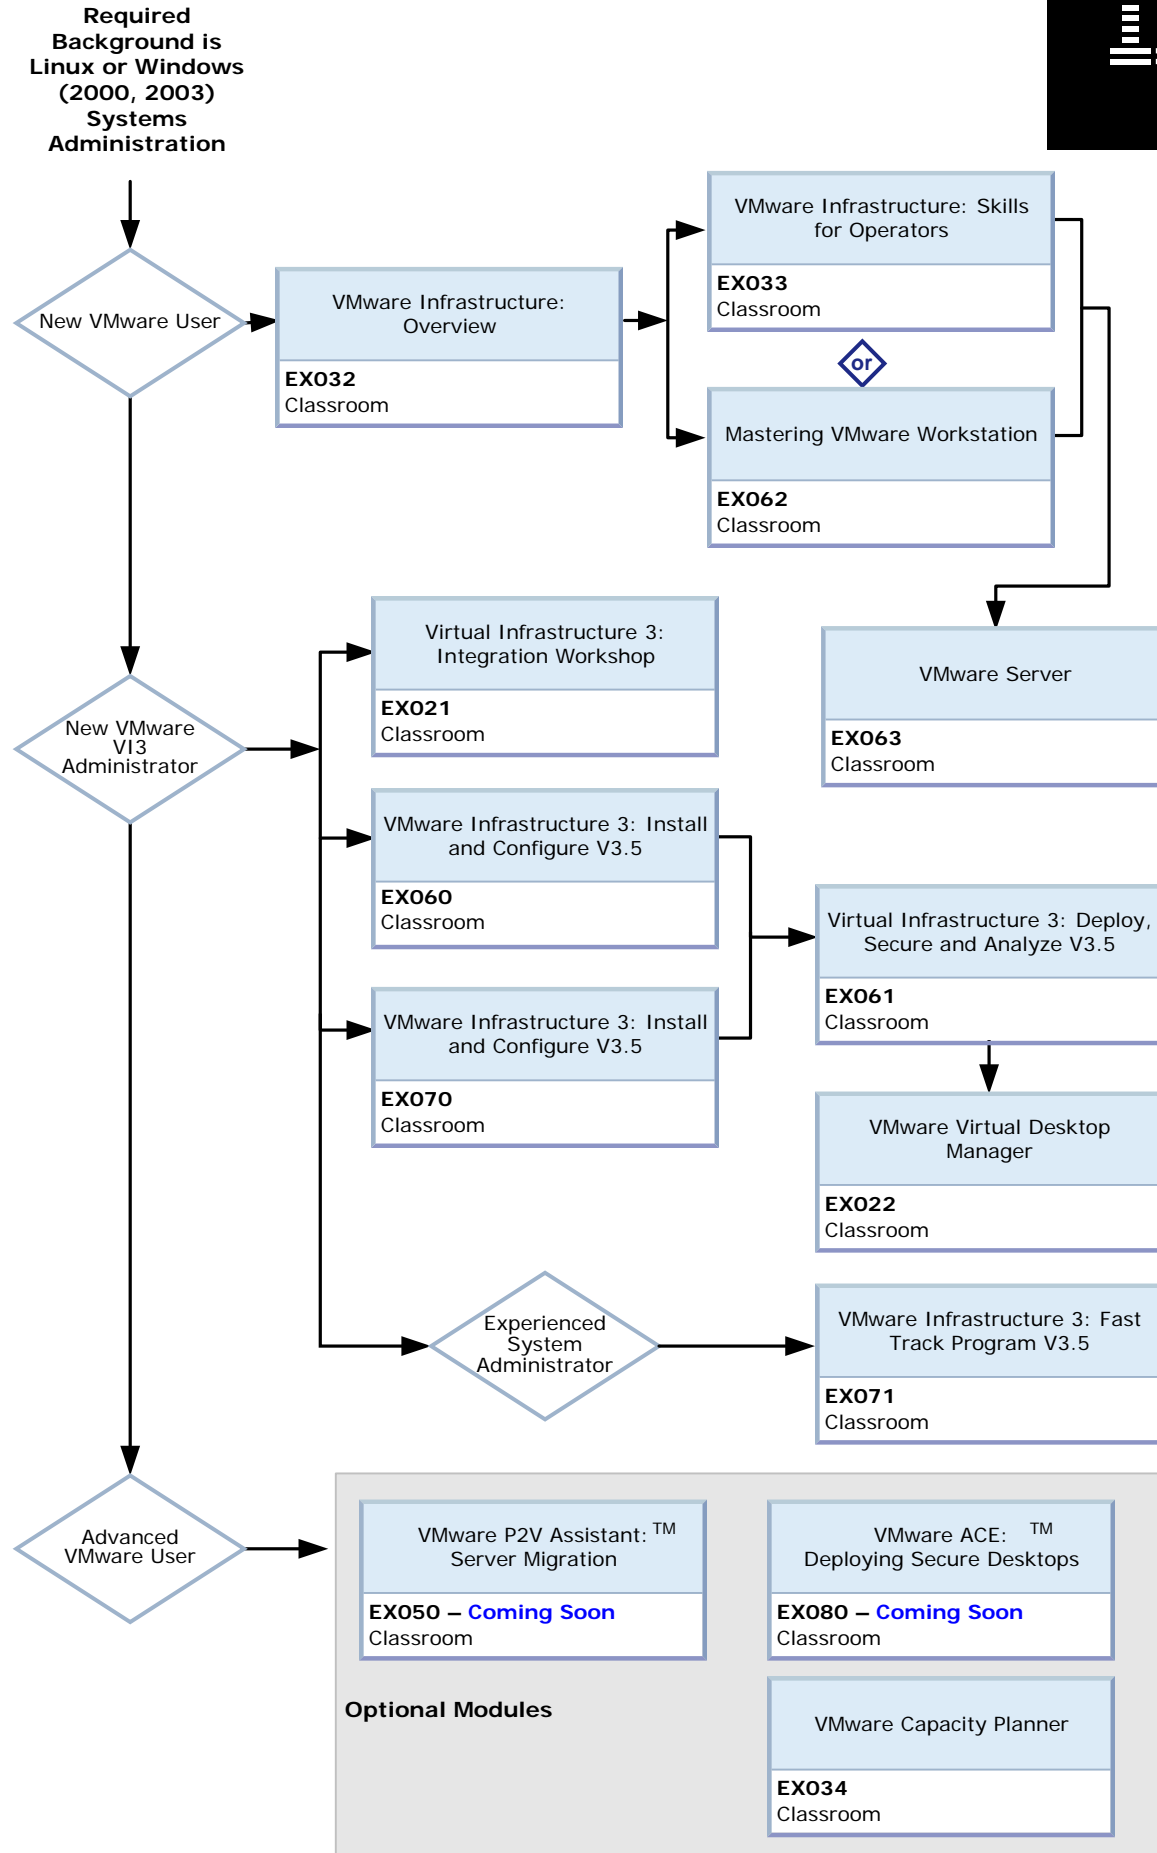 Required
Background is
Linux or Windows
(2000, 2003)
Systems
Administration
New VMware User
VMware Infrastructure:
Overview
EX032
Classroom
VMware Infrastructure: Skills
for Operators
EX033
Classroom
or
Mastering VMware Workstation
EX062
Classroom
VMware Server
EX063
Classroom
New VMware
VI3
Administrator
Virtual Infrastructure 3:
Integration Workshop
EX021
Classroom
VMware Infrastructure 3: Install
and Configure V3.5
EX060
Classroom
VMware Infrastructure 3: Install
and Configure V3.5
EX070
Classroom
Virtual Infrastructure 3: Deploy,
Secure and Analyze V3.5
EX061
Classroom
VMware Virtual Desktop
Manager
EX022
Classroom
Experienced
System
Administrator
VMware Infrastructure 3: Fast
Track Program V3.5
EX071
Classroom
Advanced
VMware User
VMware P2V Assistant: TM
Server Migration
EX050 – Coming Soon
Classroom
VMware ACE: TM
Deploying Secure Desktops
EX080 – Coming Soon
Classroom
Optional Modules
VMware Capacity Planner
EX034
Classroom